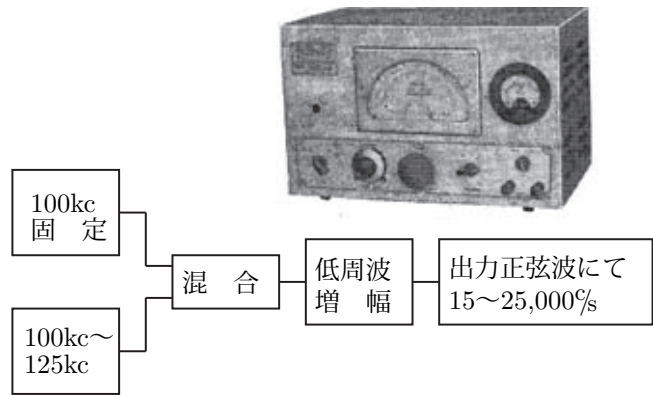 100kc
固 定
100kc〜
125kc
混 合
低周波
増 幅
出力正弦波にて
15〜25,000c/s